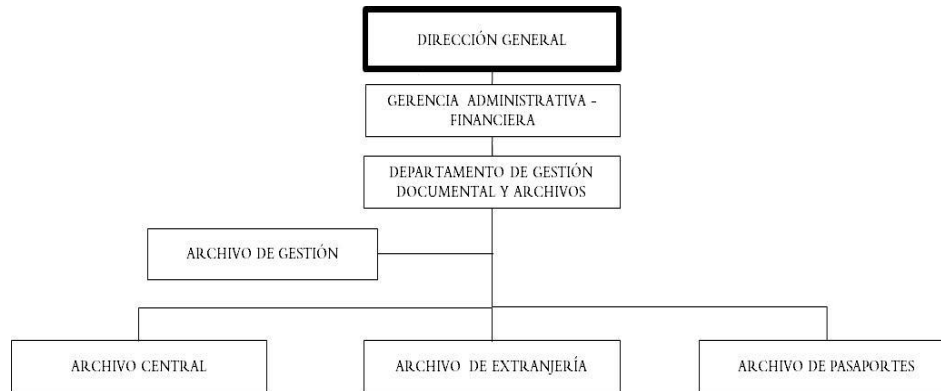 DIRECCIÓN GENERAL
GERENCIA ADMINISTRATIVA -
FINANCIERA
DEPARTAMENTO DE GESTIÓN
DOCUMENTAL Y ARCHIVOS
ARCHIVO DE GESTIÓN
ARCHIVO CENTRAL
ARCHIVO DE EXTRANJERÍA
ARCHIVO DE PASAPORTES